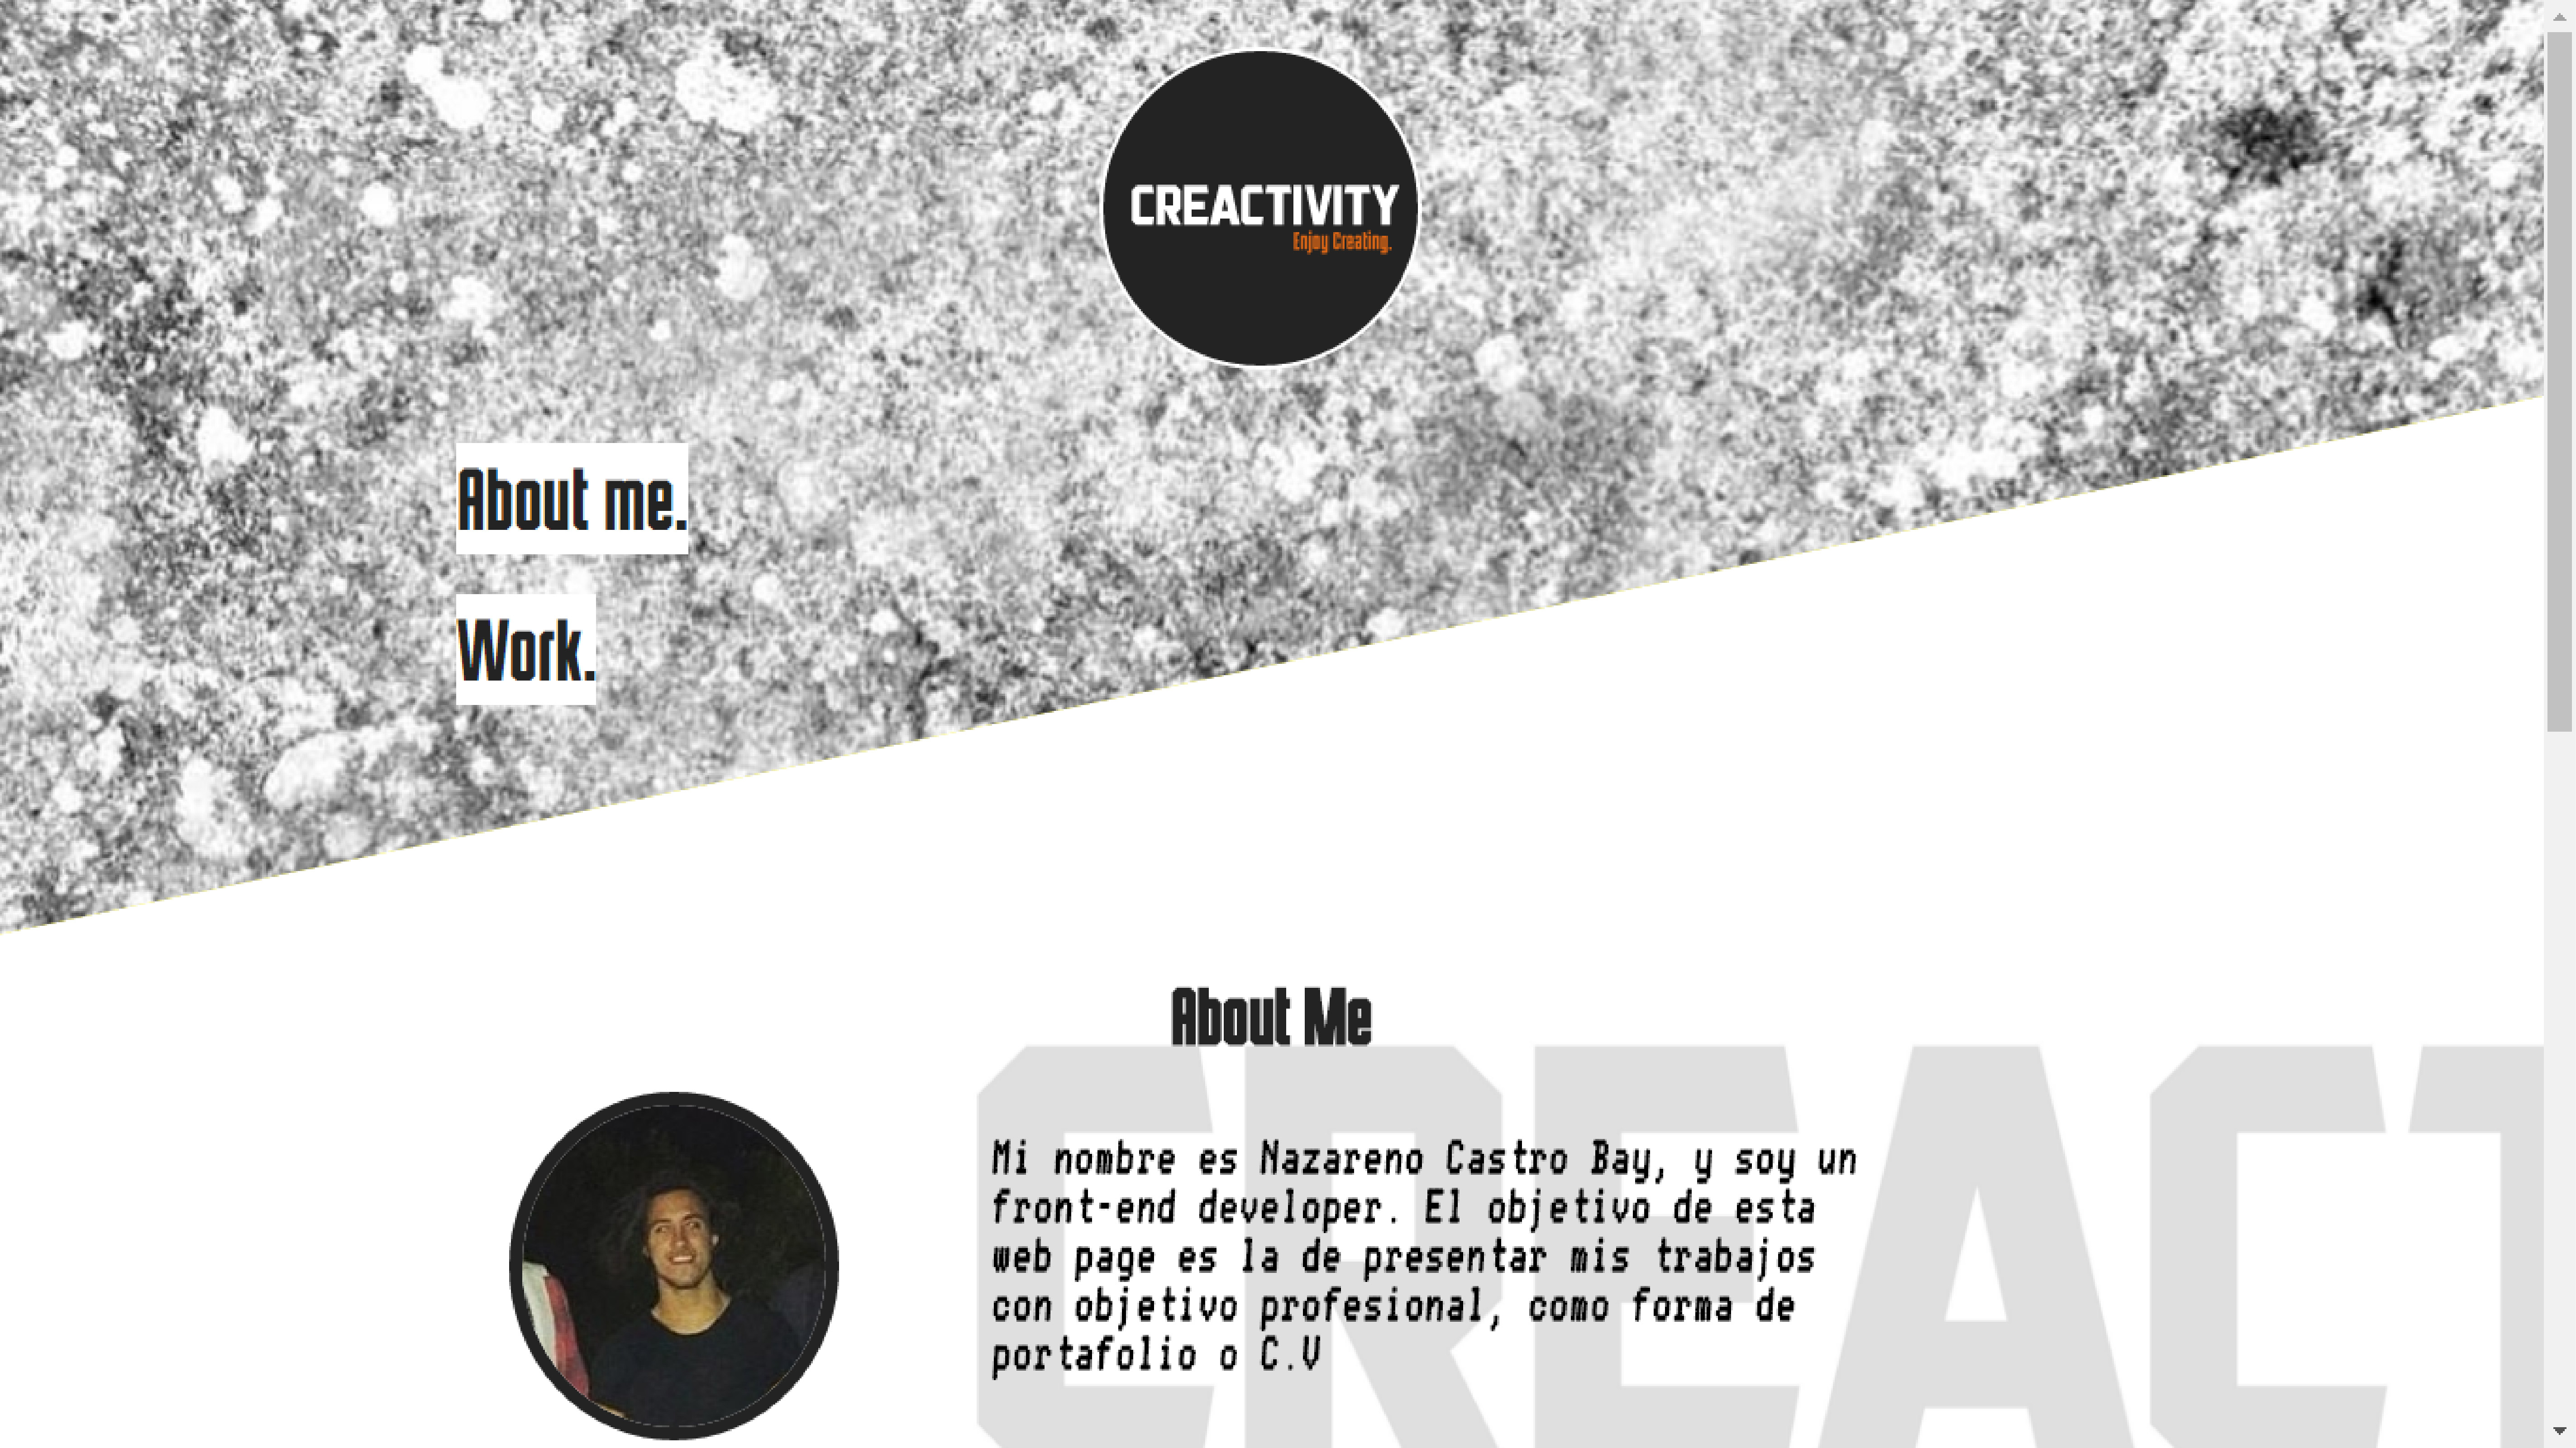 CREACTIVITY
Enjoy Creating.
About me.
Work.
About Me
CREACT
Mi nombre es Nazareno Castro Bay, y soy un
front-end developer. El objetivo de esta
web page es la de presentar mis trabajos
con objetivo profesional, como forma de
portafolio o C.V